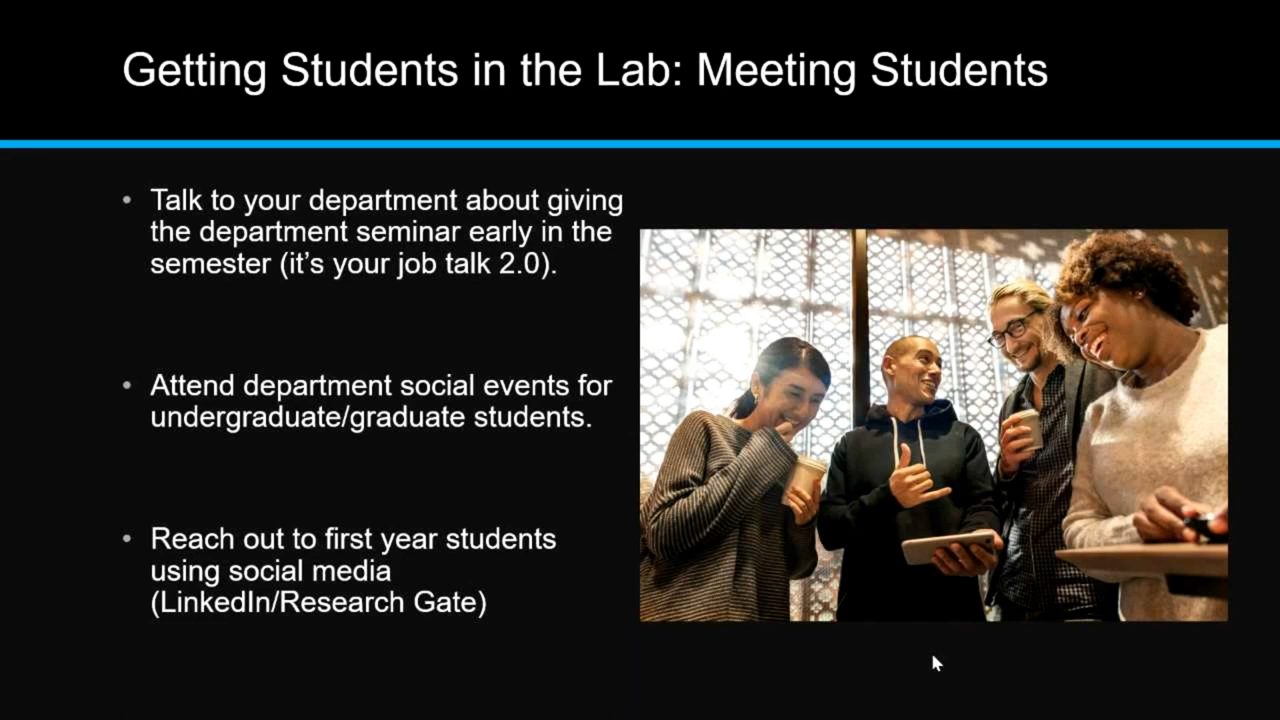 Getting Students in the Lab: Meeting Students
• Talk to your department about giving
the department seminar early in the
semester (it’s your job talk 2.0).
• Attend department social events for
undergraduate/graduate students.
• Reach out to first year students
using social media
(LinkedIn/Research Gate)